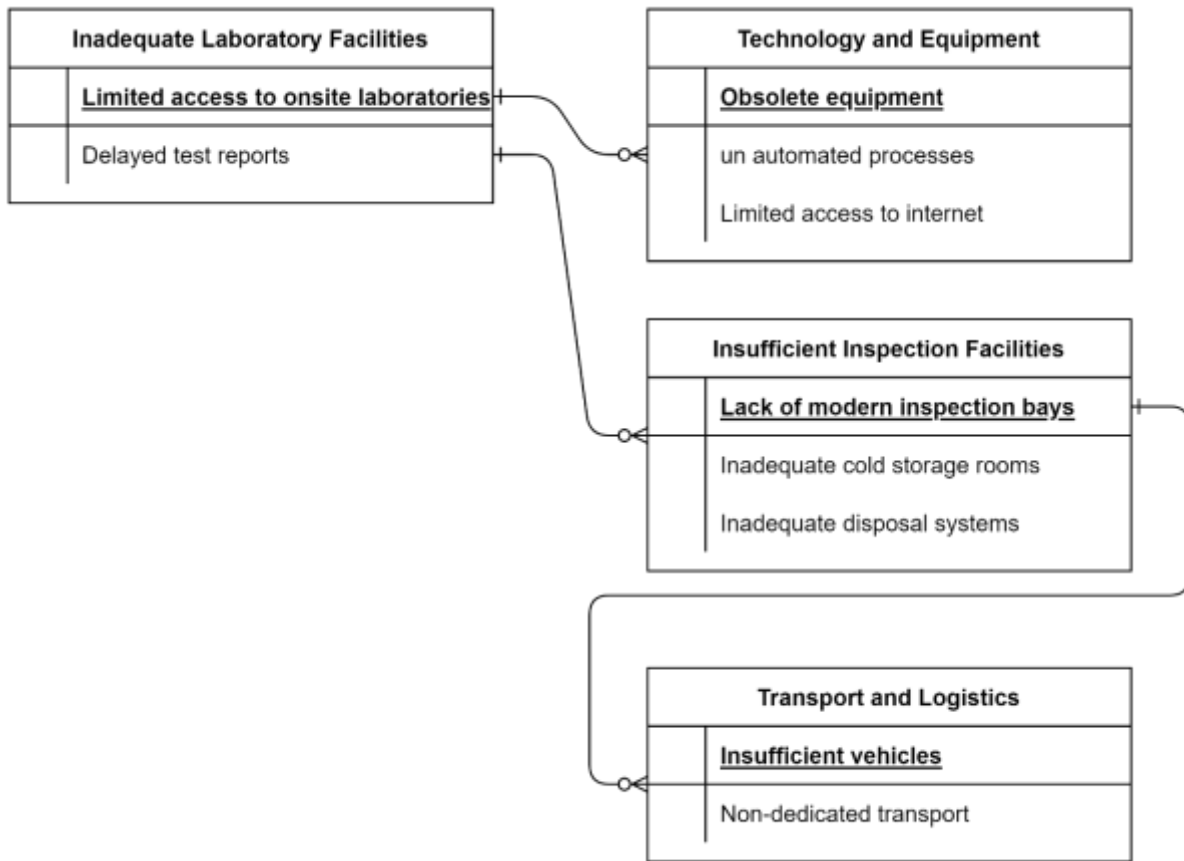 Inadequate Laboratory Facilities
Limited access to onsite laboratories
Delayed test reports
Technology and Equipment
Obsolete equipment
un automated processes
Limited access to internet
Insufficient Inspection Facilities
Lack of modern inspection bays
Inadequate cold storage rooms
Inadequate disposal systems
Transport and Logistics
Insufficient vehicles
Non-dedicated transport